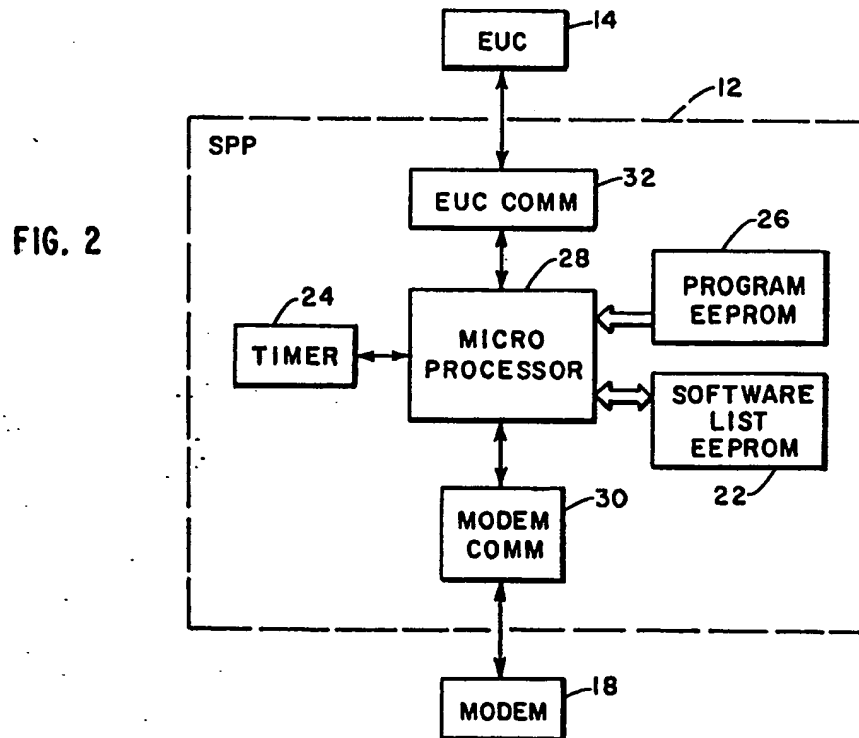 EUC
14
12
SPP
EUC COMM
32
FIG. 2
26
28
PROGRAM
EEPROM
24
TIMER
MICRO
PROCESSOR
SOFTWARE
LIST
EEPROM
22
30
MODEM
COMM
MODEM
18